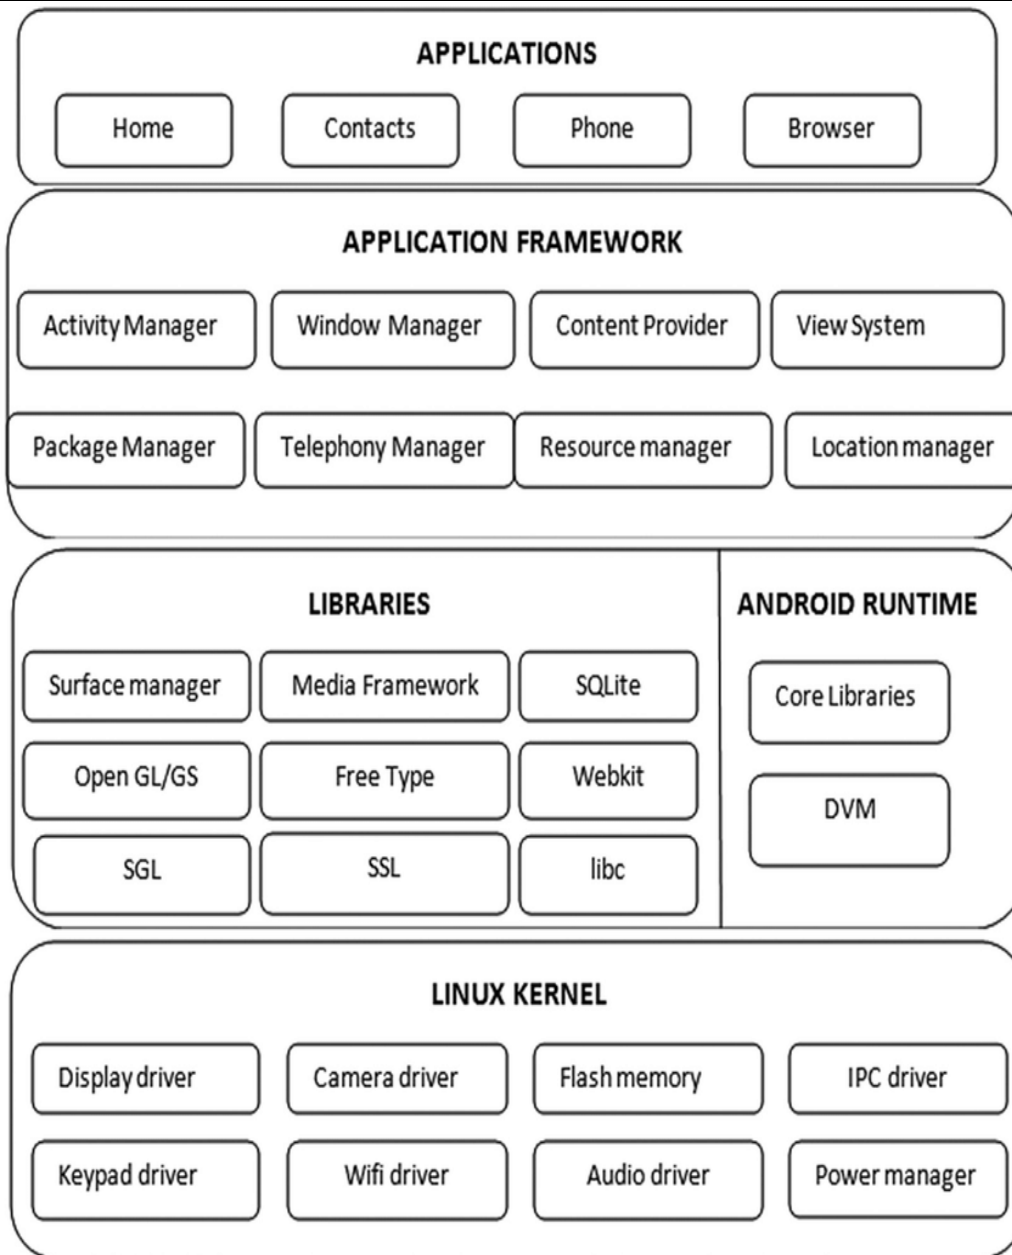 APPLICATIONS
Home
Contacts
Phone
Browser
APPLICATION FRAMEWORK
Activity Manager
Window Manager
Content Provider
View System
Package Manager
Telephony Manager
Resource manager
Location manager
LIBRARIES
Surface manager
Media Framework
SQLite
Open GL/GS
Free Type
Webkit
SGL
SSL
libc
ANDROID RUNTIME
Core Libraries
DVM
LINUX KERNEL
Display driver
Camera driver
Flash memory
IPC driver
Keypad driver
Wifi driver
Audio driver
Power manager